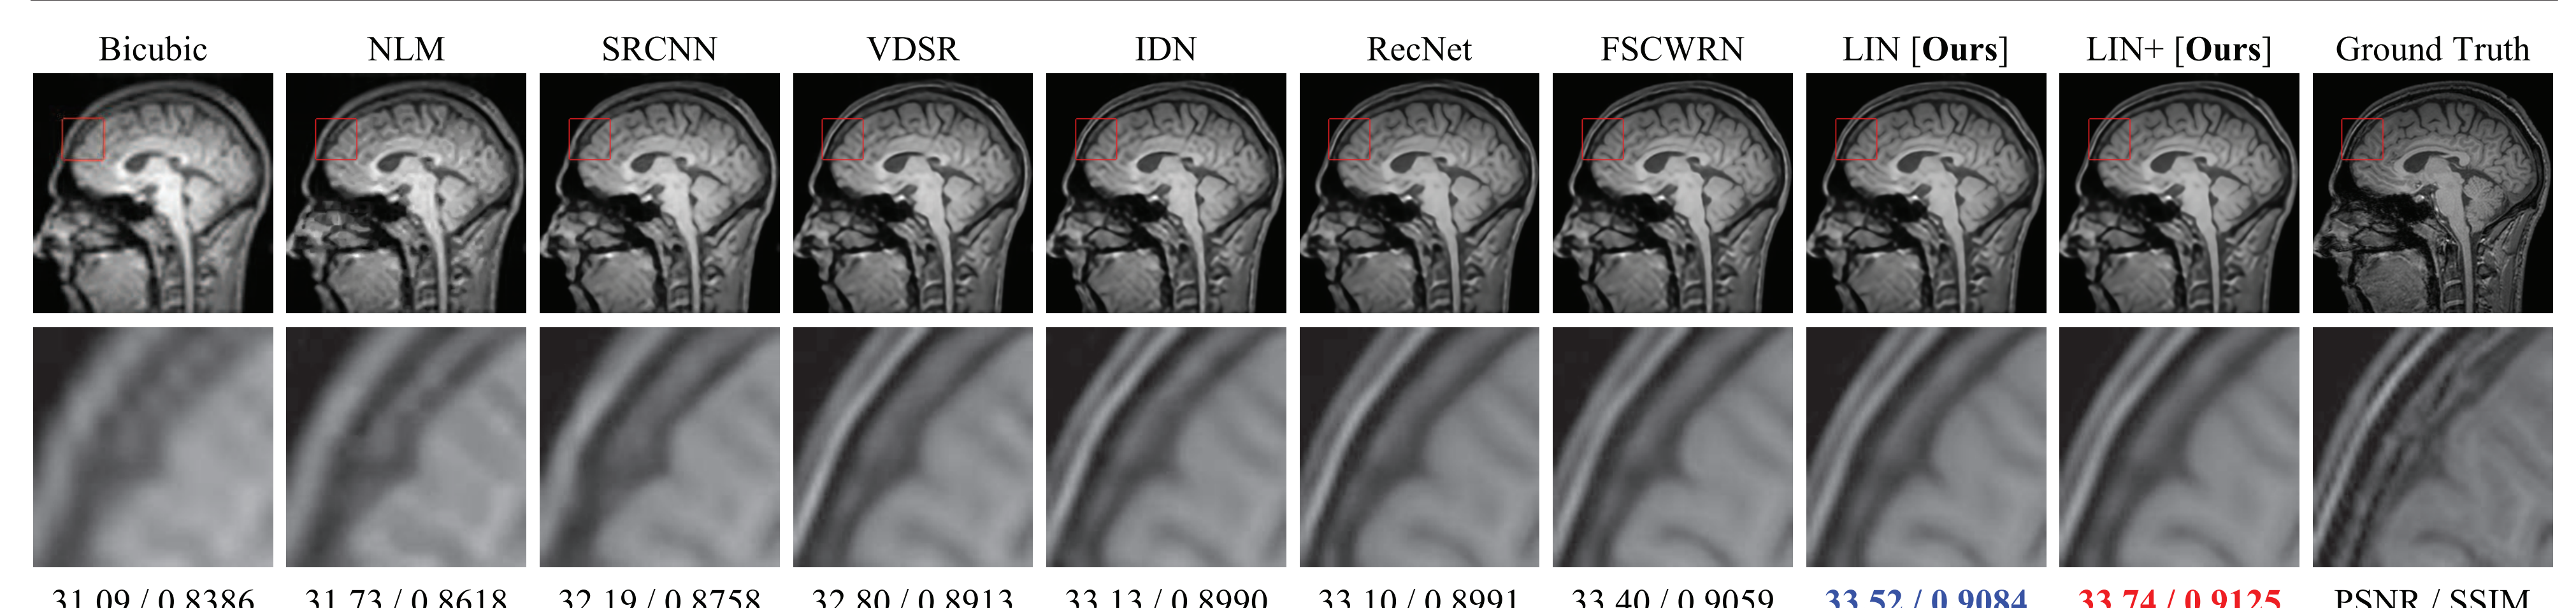 Bicubic NLM SRCNN VDSR IDN RecNet FSCWRN LIN [Ours] LIN+ [Ours] Ground Truth
31.09 / 0.8386 31.73 / 0.8618 32.19 / 0.8758 32.80 / 0.8913 33.13 / 0.8990 33.10 / 0.8991 33.40 / 0.9059 33.52 / 0.9084 33.74 / 0.9125 PSNR / SSIM